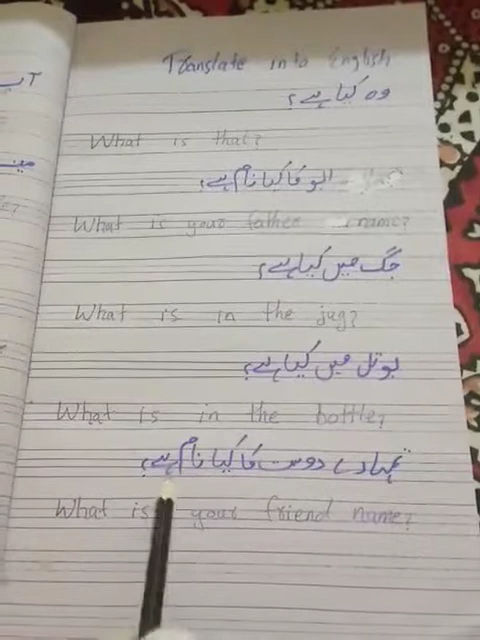 Translate into English
وہ کیا ہے؟
What is that?
ابو کا کیا نام ہے؟
What is your father name?
جگ میں کیا ہے؟
What is in the jug?
بوتل میں کیا ہے؟
What is in the bottle?
تمہارے دوست کا کیا نام ہے؟
What is your friend name?